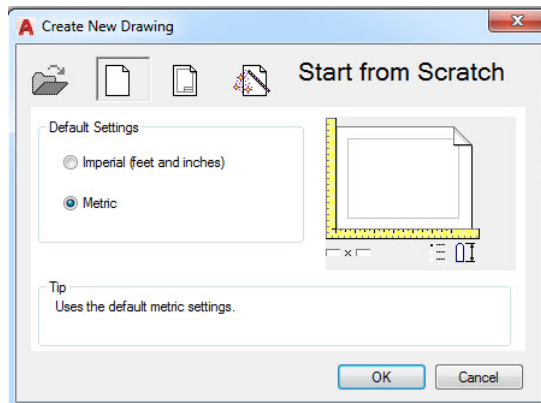 Create New Drawing
Start from Scratch
Default Settings
Imperial (feet and inches)
Metric
Tip
Uses the default metric settings.
OK
Cancel